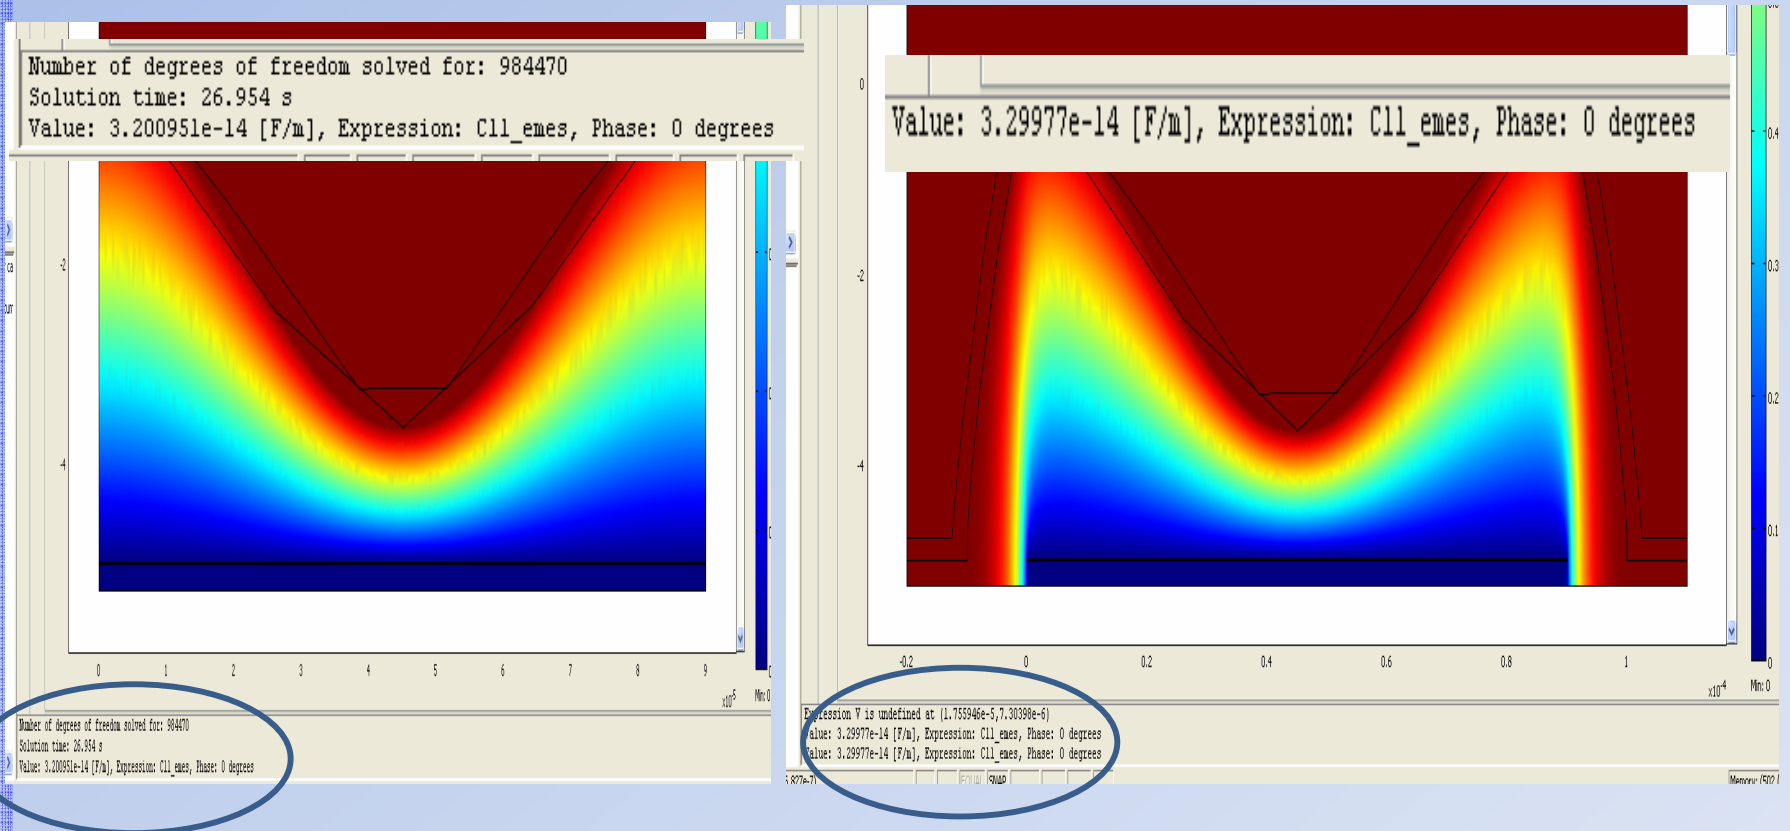 Number of degrees of freedom solved for: 984470
Solution time: 26.954 s
Value: 3.200951e-14 [F/m], Expression: C11_emes, Phase: 0 degrees
-2
-4
0 1 2 3 4 5 6 7 8 9
x10-5
Min: 0
Number of degrees of freedom solved for: 984470
Solution time: 26.954 s
Value: 3.200951e-14 [F/m], Expression: C11_emes, Phase: 0 degrees
Value: 3.29977e-14 [F/m], Expression: C11_emes, Phase: 0 degrees
0
-2
-4
-0.2 0 0.2 0.4 0.6 0.8 1
x10-4
0.4
0.3
0.2
0.1
0
Min: 0
Expression V is undefined at (1.755946e-5,7.30398e-6)
Value: 3.29977e-14 [F/m], Expression: C11_emes, Phase: 0 degrees
Value: 3.29977e-14 [F/m], Expression: C11_emes, Phase: 0 degrees
EQUAL SNAP
Memory: (502